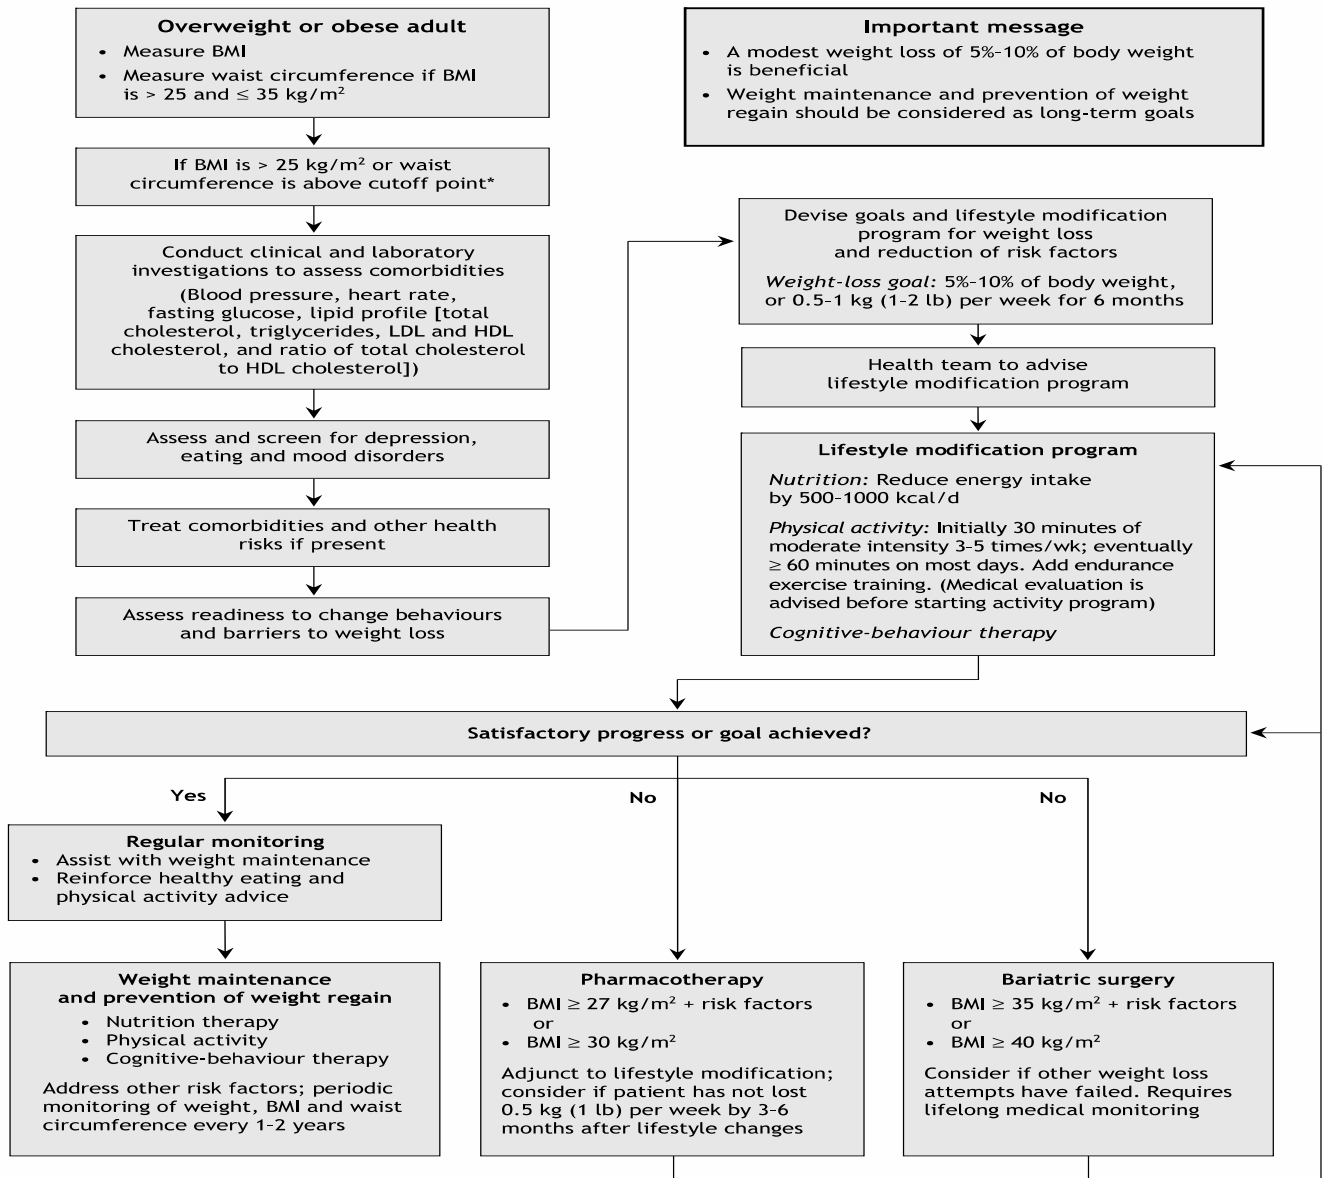 Overweight or obese adult
• Measure BMI
• Measure waist circumference if BMI
is > 25 and ≤ 35 kg/m²
Important message
• A modest weight loss of 5%-10% of body weight
is beneficial
• Weight maintenance and prevention of weight
regain should be considered as long-term goals
If BMI is > 25 kg/m² or waist
circumference is above cutoff point*
Conduct clinical and laboratory
investigations to assess comorbidities
(Blood pressure, heart rate,
fasting glucose, lipid profile [total
cholesterol, triglycerides, LDL and HDL
cholesterol, and ratio of total cholesterol
to HDL cholesterol])
Assess and screen for depression,
eating and mood disorders
Treat comorbidities and other health
risks if present
Assess readiness to change behaviours
and barriers to weight loss
Devise goals and lifestyle modification
program for weight loss
and reduction of risk factors
Weight-loss goal: 5%-10% of body weight,
or 0.5-1 kg (1-2 lb) per week for 6 months
Health team to advise
lifestyle modification program
Lifestyle modification program
Nutrition: Reduce energy intake
by 500-1000 kcal/d
Physical activity: Initially 30 minutes of
moderate intensity 3-5 times/wk; eventually
≥ 60 minutes on most days. Add endurance
exercise training. (Medical evaluation is
advised before starting activity program)
Cognitive-behaviour therapy
Satisfactory progress or goal achieved?
Yes
No
No
Regular monitoring
• Assist with weight maintenance
• Reinforce healthy eating and
physical activity advice
Weight maintenance
and prevention of weight regain
• Nutrition therapy
• Physical activity
• Cognitive-behaviour therapy
Address other risk factors; periodic
monitoring of weight, BMI and waist
circumference every 1-2 years
Pharmacotherapy
• BMI ≥ 27 kg/m² + risk factors
or
• BMI ≥ 30 kg/m²
Adjunct to lifestyle modification;
consider if patient has not lost
0.5 kg (1 lb) per week by 3-6
months after lifestyle changes
Bariatric surgery
• BMI ≥ 35 kg/m² + risk factors
or
• BMI ≥ 40 kg/m²
Consider if other weight loss
attempts have failed. Requires
lifelong medical monitoring